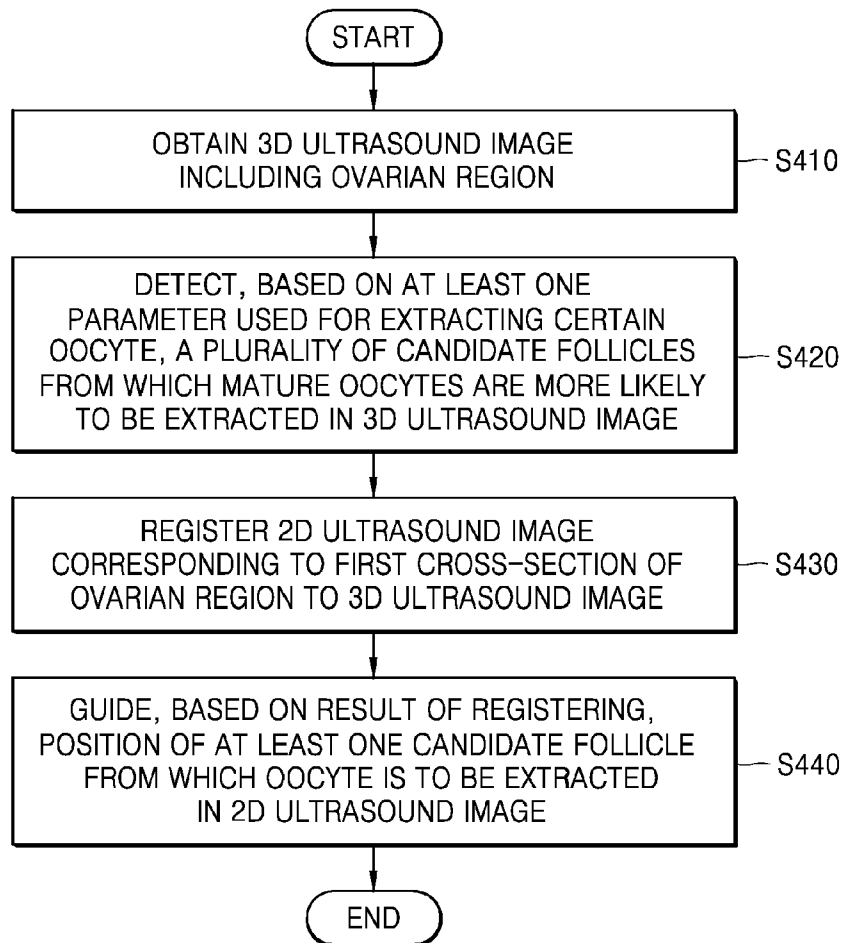 START
OBTAIN 3D ULTRASOUND IMAGE
INCLUDING OVARIAN REGION
S410
DETECT, BASED ON AT LEAST ONE
PARAMETER USED FOR EXTRACTING CERTAIN
OOCYTE, A PLURALITY OF CANDIDATE FOLLICLES
FROM WHICH MATURE OOCYTES ARE MORE LIKELY
TO BE EXTRACTED IN 3D ULTRASOUND IMAGE
S420
REGISTER 2D ULTRASOUND IMAGE
CORRESPONDING TO FIRST CROSS-SECTION OF
OVARIAN REGION TO 3D ULTRASOUND IMAGE
S430
GUIDE, BASED ON RESULT OF REGISTERING,
POSITION OF AT LEAST ONE CANDIDATE FOLLICLE
FROM WHICH OOCYTE IS TO BE EXTRACTED
IN 2D ULTRASOUND IMAGE
S440
END